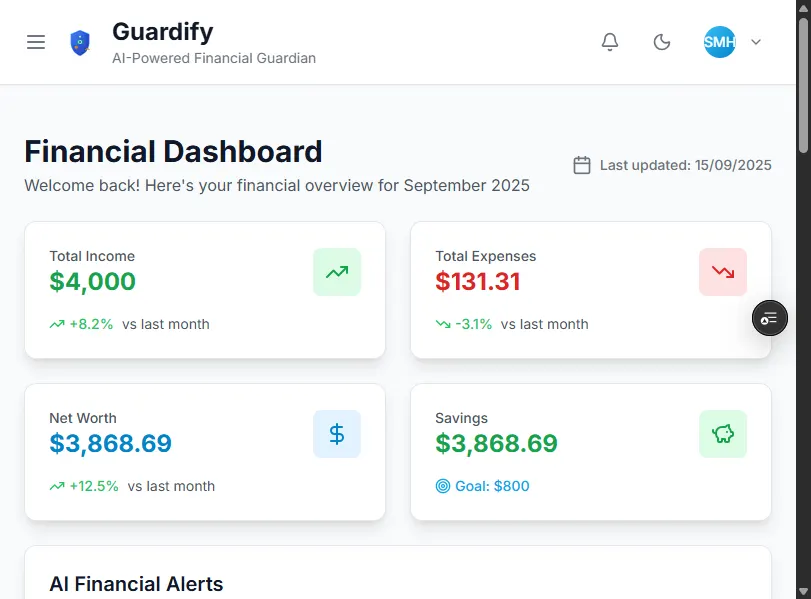 Guardify
AI-Powered Financial Guardian
SMH
Financial Dashboard
Welcome back! Here's your financial overview for September 2025
Last updated: 15/09/2025
Total Income
$4,000
+8.2% vs last month
Total Expenses
$131.31
-3.1% vs last month
Net Worth
$3,868.69
+12.5% vs last month
Savings
$3,868.69
Goal: $800
AI Financial Alerts